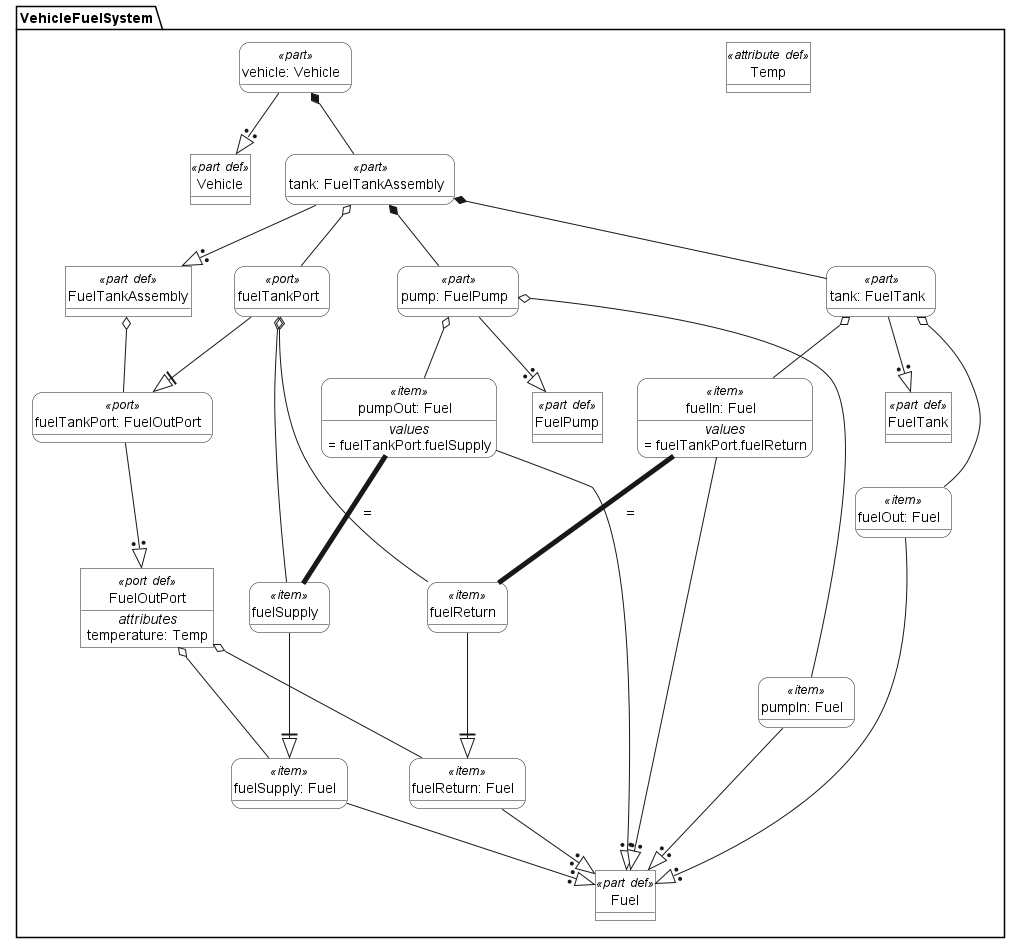 VehicleFuelSystem
«part»
vehicle: Vehicle
«attribute def»
Temp
«part def»
Vehicle
«part»
tank: FuelTankAssembly
«part def»
FuelTankAssembly
«port»
fuelTankPort
«part»
pump: FuelPump
«part»
tank: FuelTank
«port»
fuelTankPort: FuelOutPort
«item»
pumpOut: Fuel
values
= fuelTankPort.fuelSupply
«part def»
FuelPump
«item»
fuelIn: Fuel
values
= fuelTankPort.fuelReturn
«part def»
FuelTank
«item»
fuelOut: Fuel
=
=
«port def»
FuelOutPort
attributes
temperature: Temp
«item»
fuelSupply
«item»
fuelReturn
«item»
pumpIn: Fuel
«item»
fuelSupply: Fuel
«item»
fuelReturn: Fuel
«part def»
Fuel